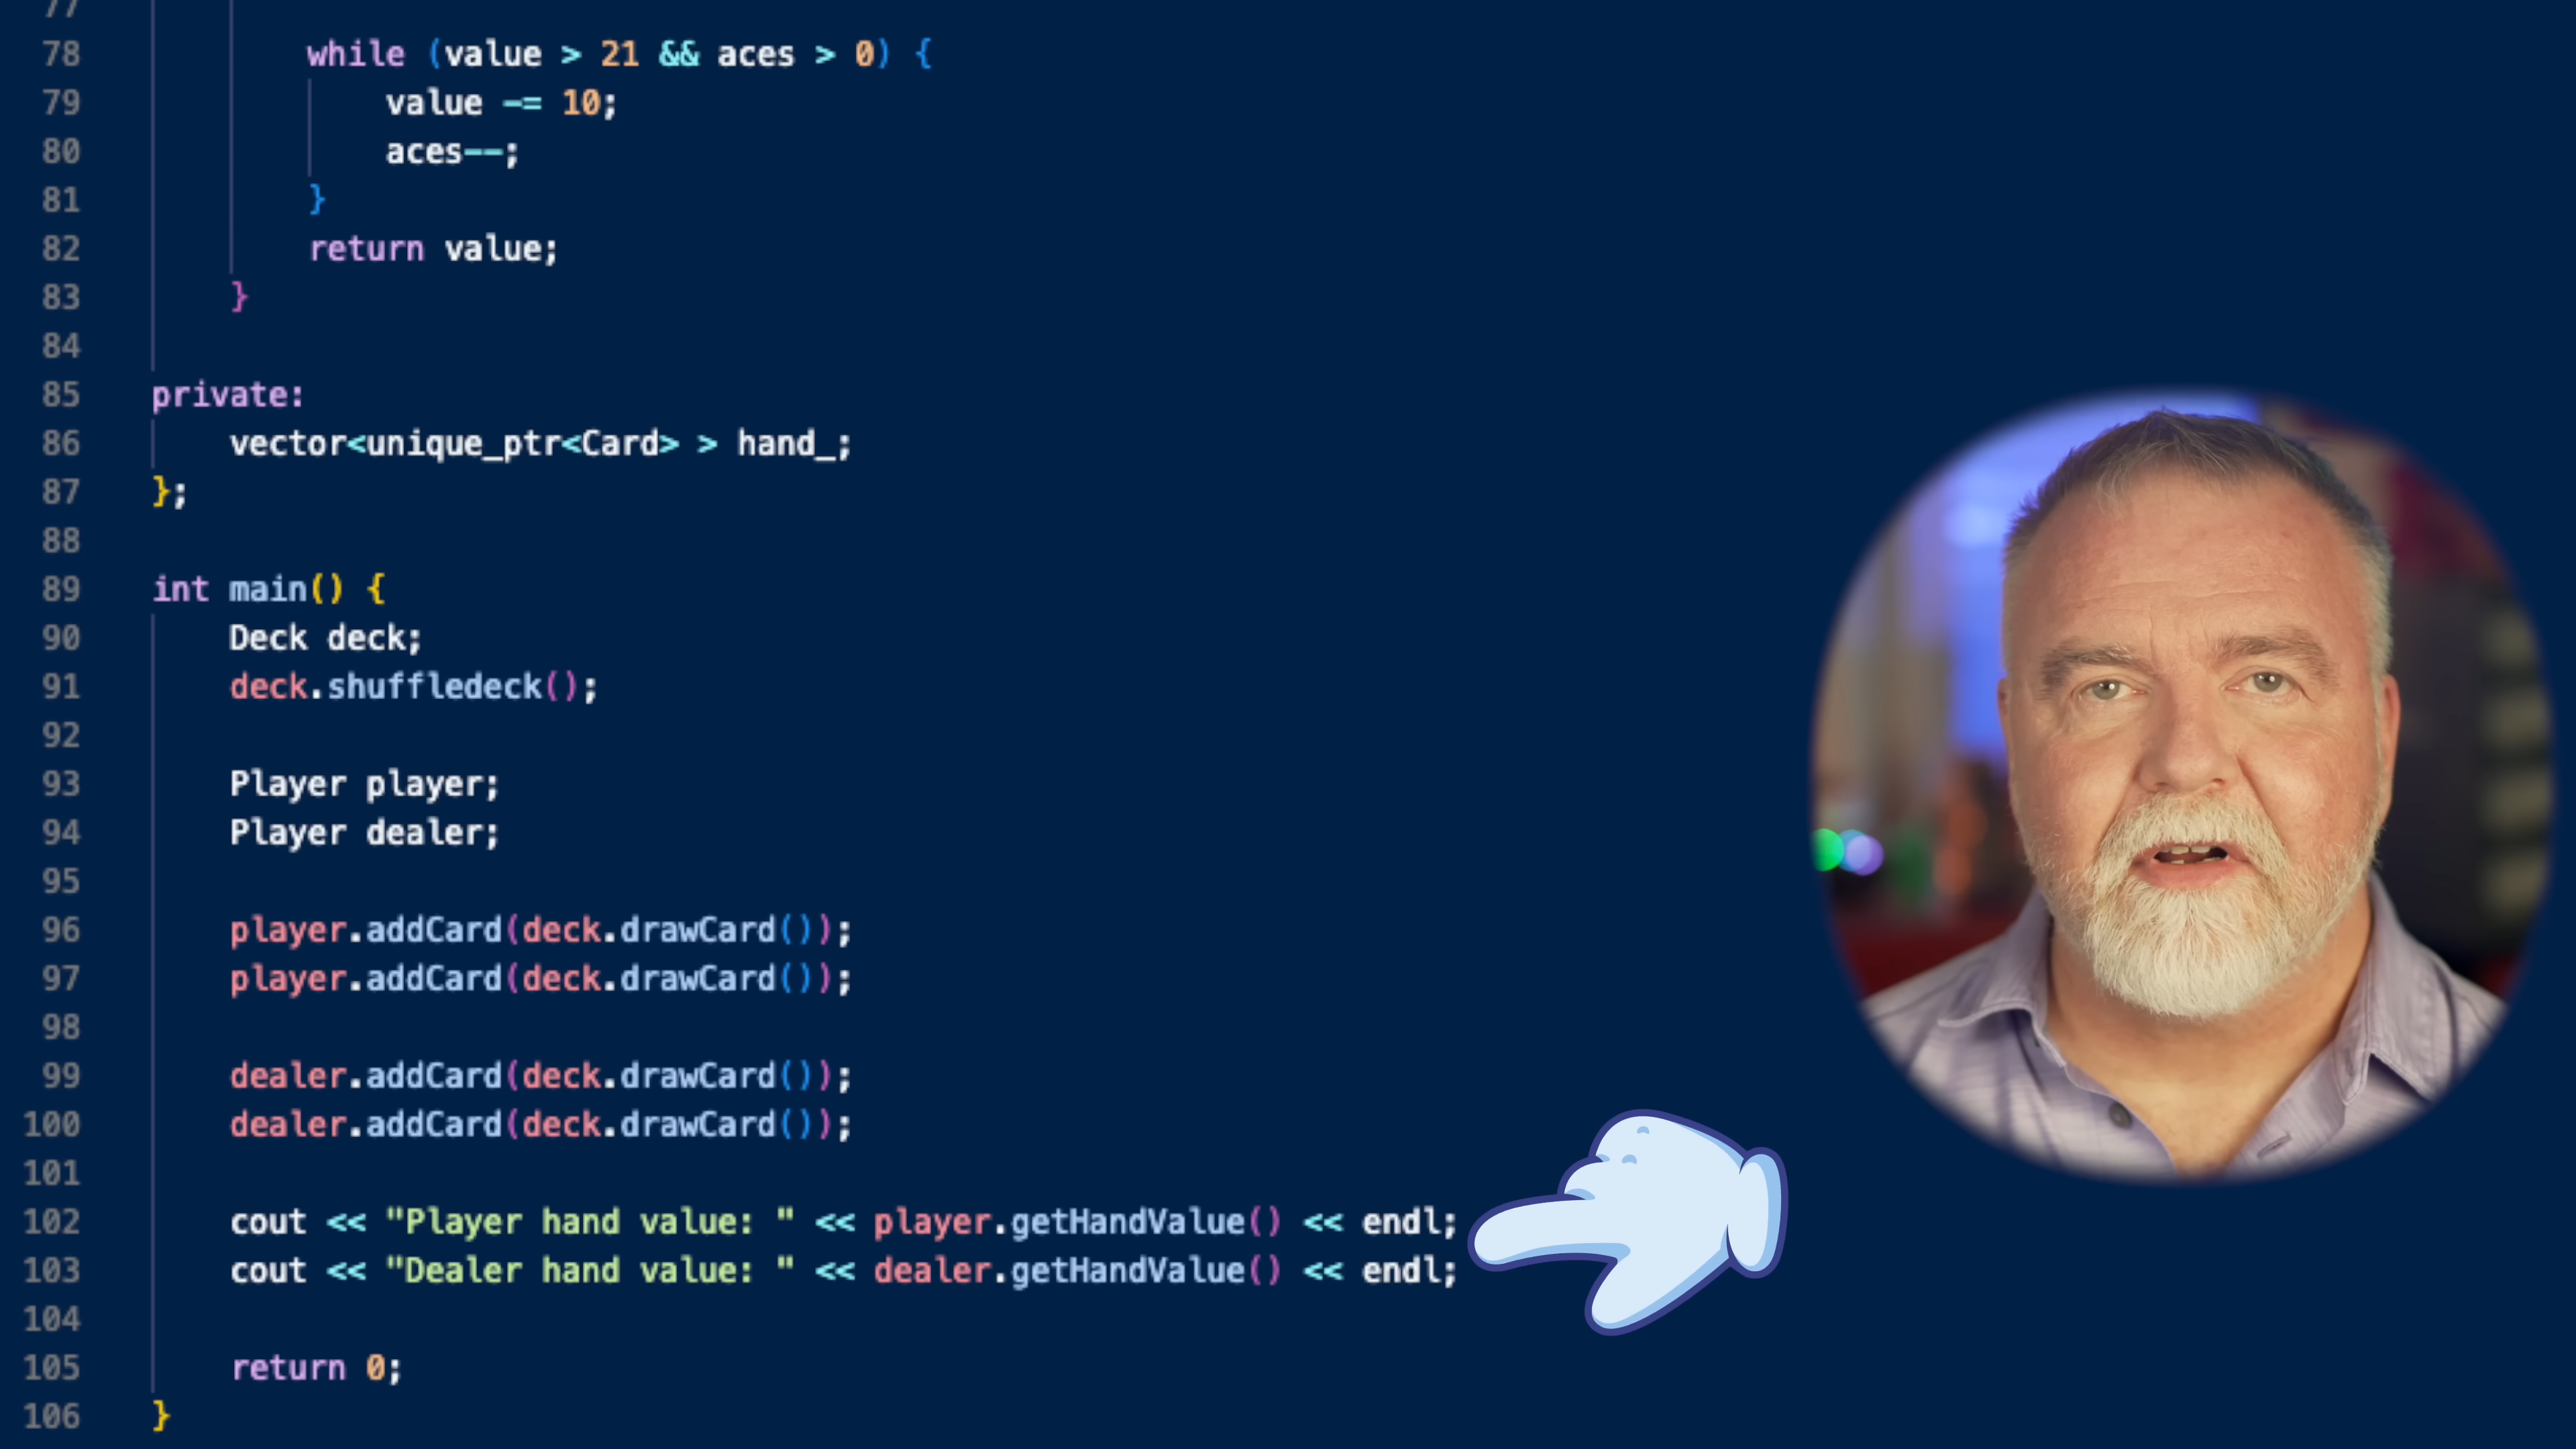 77
78 while (value > 21 && aces > 0) {
79 value -= 10;
80 aces--;
81 }
82 return value;
83 }
84
85 private:
86 vector<unique_ptr<Card> > hand_;
87 };
88
89 int main() {
90 Deck deck;
91 deck.shuffledeck();
92
93 Player player;
94 Player dealer;
95
96 player.addCard(deck.drawCard());
97 player.addCard(deck.drawCard());
98
99 dealer.addCard(deck.drawCard());
100 dealer.addCard(deck.drawCard());
101
102 cout << "Player hand value: " << player.getHandValue() << endl;
103 cout << "Dealer hand value: " << dealer.getHandValue() << endl;
104
105 return 0;
106 }